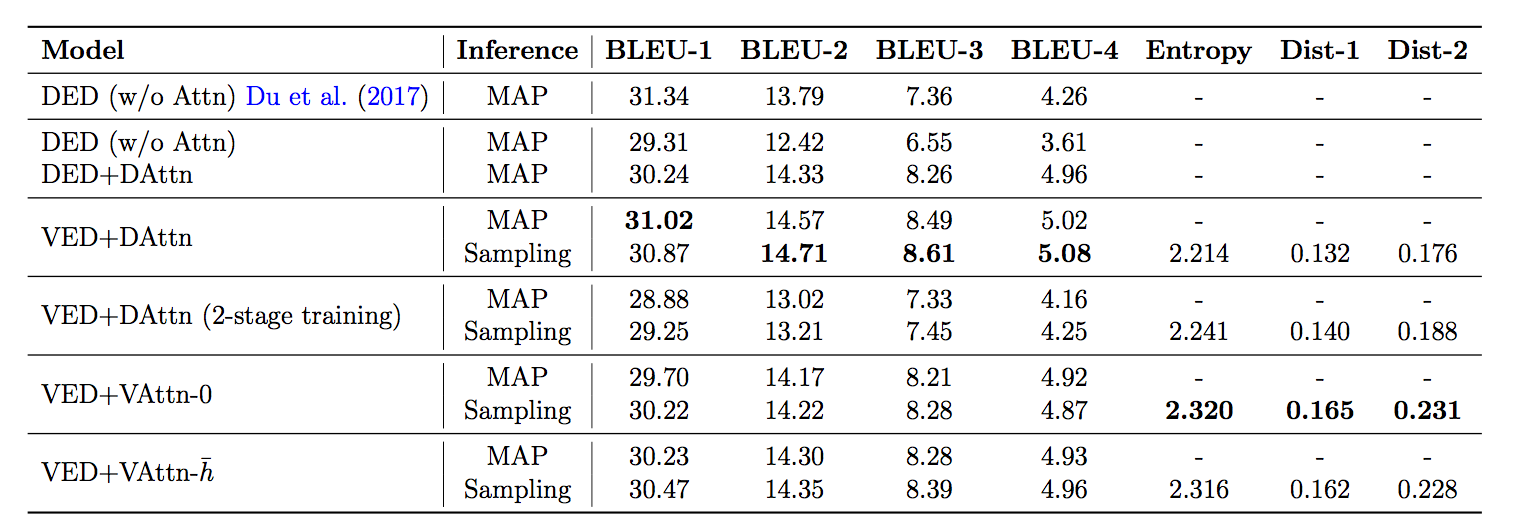 Model Inference BLEU-1 BLEU-2 BLEU-3 BLEU-4 Entropy Dist-1 Dist-2
DED (w/o Attn) Du et al. (2017) MAP 31.34 13.79 7.36 4.26 - - -
DED (w/o Attn) MAP 29.31 12.42 6.55 3.61 - - -
DED+DAttn MAP 30.24 14.33 8.26 4.96 - - -
VED+DAttn MAP 31.02 14.57 8.49 5.02 - - -
Sampling 30.87 14.71 8.61 5.08 2.214 0.132 0.176
VED+DAttn (2-stage training) MAP 28.88 13.02 7.33 4.16 - - -
Sampling 29.25 13.21 7.45 4.25 2.241 0.140 0.188
VED+VAttn-0 MAP 29.70 14.17 8.21 4.92 - - -
Sampling 30.22 14.22 8.28 4.87 2.320 0.165 0.231
VED+VAttn-h̄ MAP 30.23 14.30 8.28 4.93 - - -
Sampling 30.47 14.35 8.39 4.96 2.316 0.162 0.228